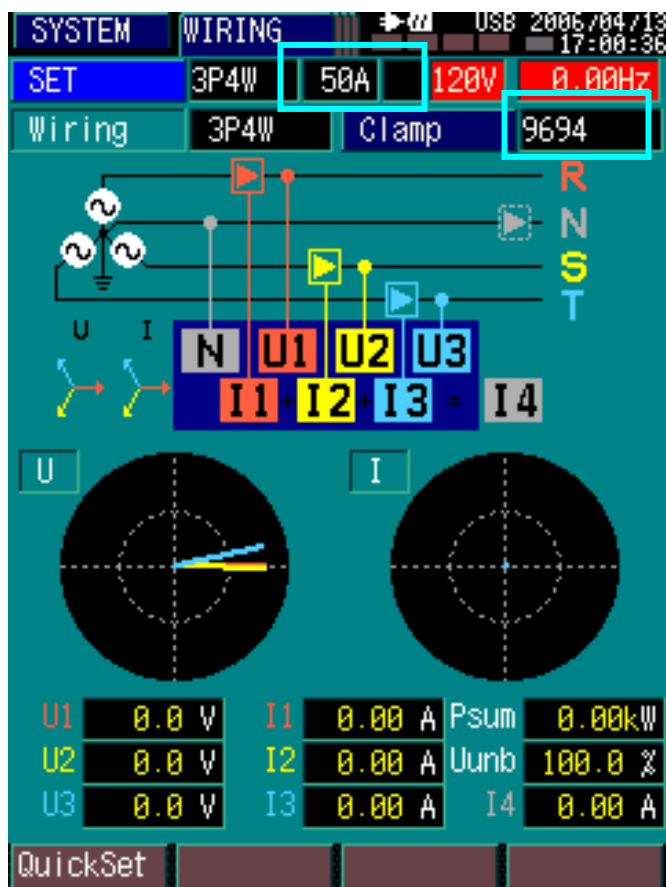 SYSTEM WIRING USB 2006/04/13
17:00:36
SET 3P4W 50A 120V 0.00Hz
Wiring 3P4W Clamp 9694
R
N
S
T
U I
N U1 U2 U3
I1 + I2 + I3 = I4
U I
U1 0.0 V I1 0.00 A Psum 0.00kW
U2 0.0 V I2 0.00 A Uunb 100.0 %
U3 0.0 V I3 0.00 A I4 0.00 A
QuickSet